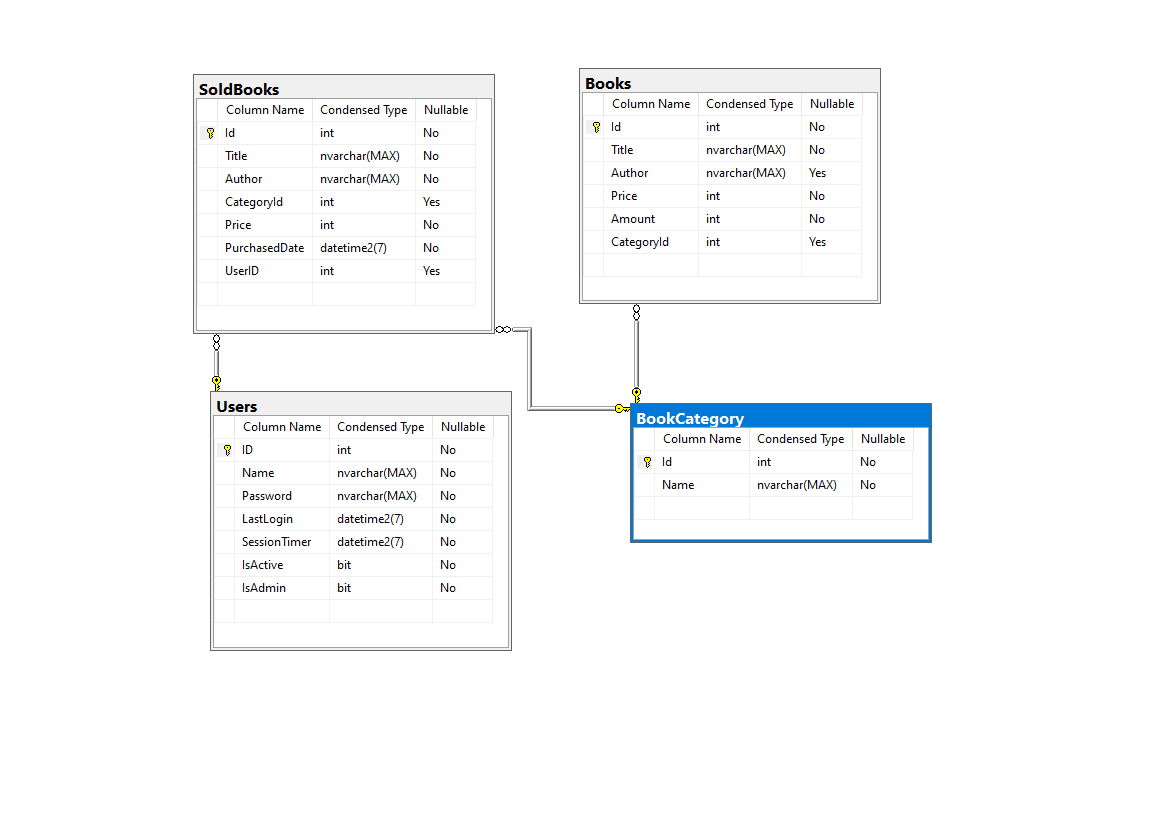 SoldBooks
Column Name Condensed Type Nullable
Id int No
Title nvarchar(MAX) No
Author nvarchar(MAX) No
CategoryId int Yes
Price int No
PurchasedDate datetime2(7) No
UserID int Yes
Books
Column Name Condensed Type Nullable
Id int No
Title nvarchar(MAX) No
Author nvarchar(MAX) Yes
Price int No
Amount int No
CategoryId int Yes
Users
Column Name Condensed Type Nullable
ID int No
Name nvarchar(MAX) No
Password nvarchar(MAX) No
LastLogin datetime2(7) No
SessionTimer datetime2(7) No
IsActive bit No
IsAdmin bit No
BookCategory
Column Name Condensed Type Nullable
Id int No
Name nvarchar(MAX) No